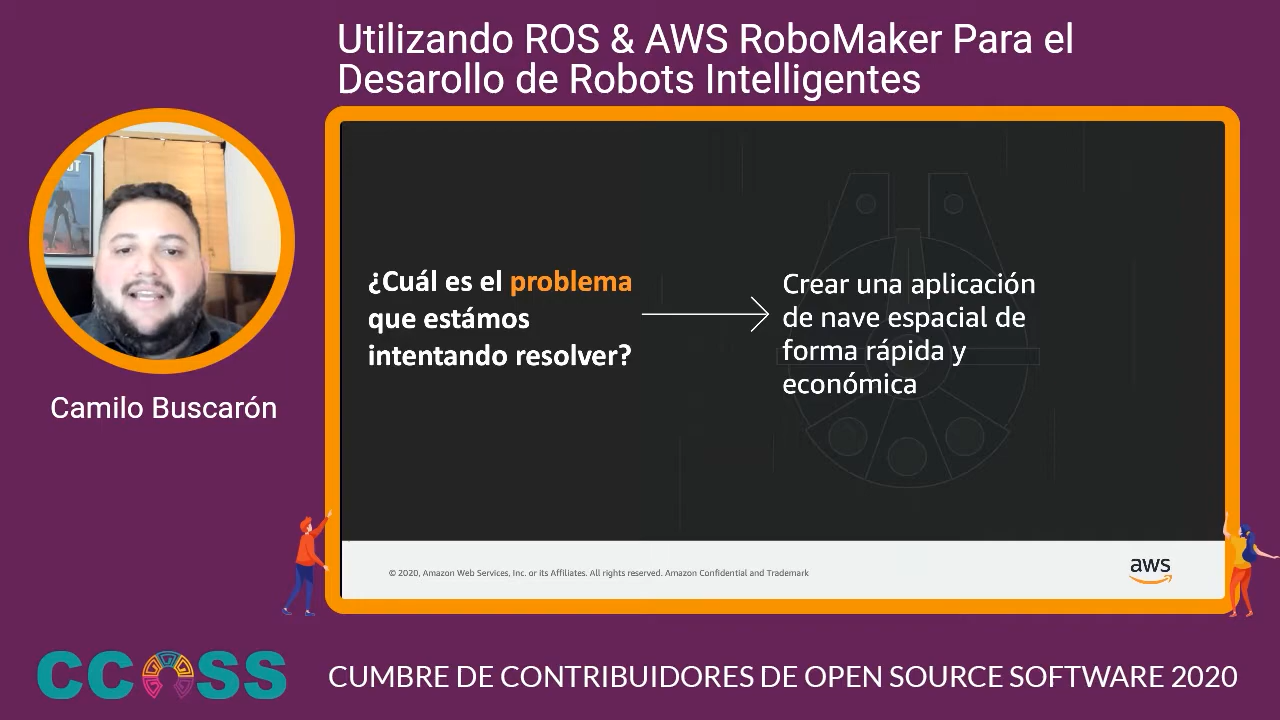 Utilizando ROS & AWS RoboMaker Para el
Desarollo de Robots Intelligentes
¿Cuál es el problema
que estámos
intentando resolver?
Crear una aplicación
de nave espacial de
forma rápida y
económica
Camilo Buscarón
© 2020, Amazon Web Services, Inc. or its Affiliates. All rights reserved. Amazon Confidential and Trademark
aws
CCOSS
CUMBRE DE CONTRIBUIDORES DE OPEN SOURCE SOFTWARE 2020